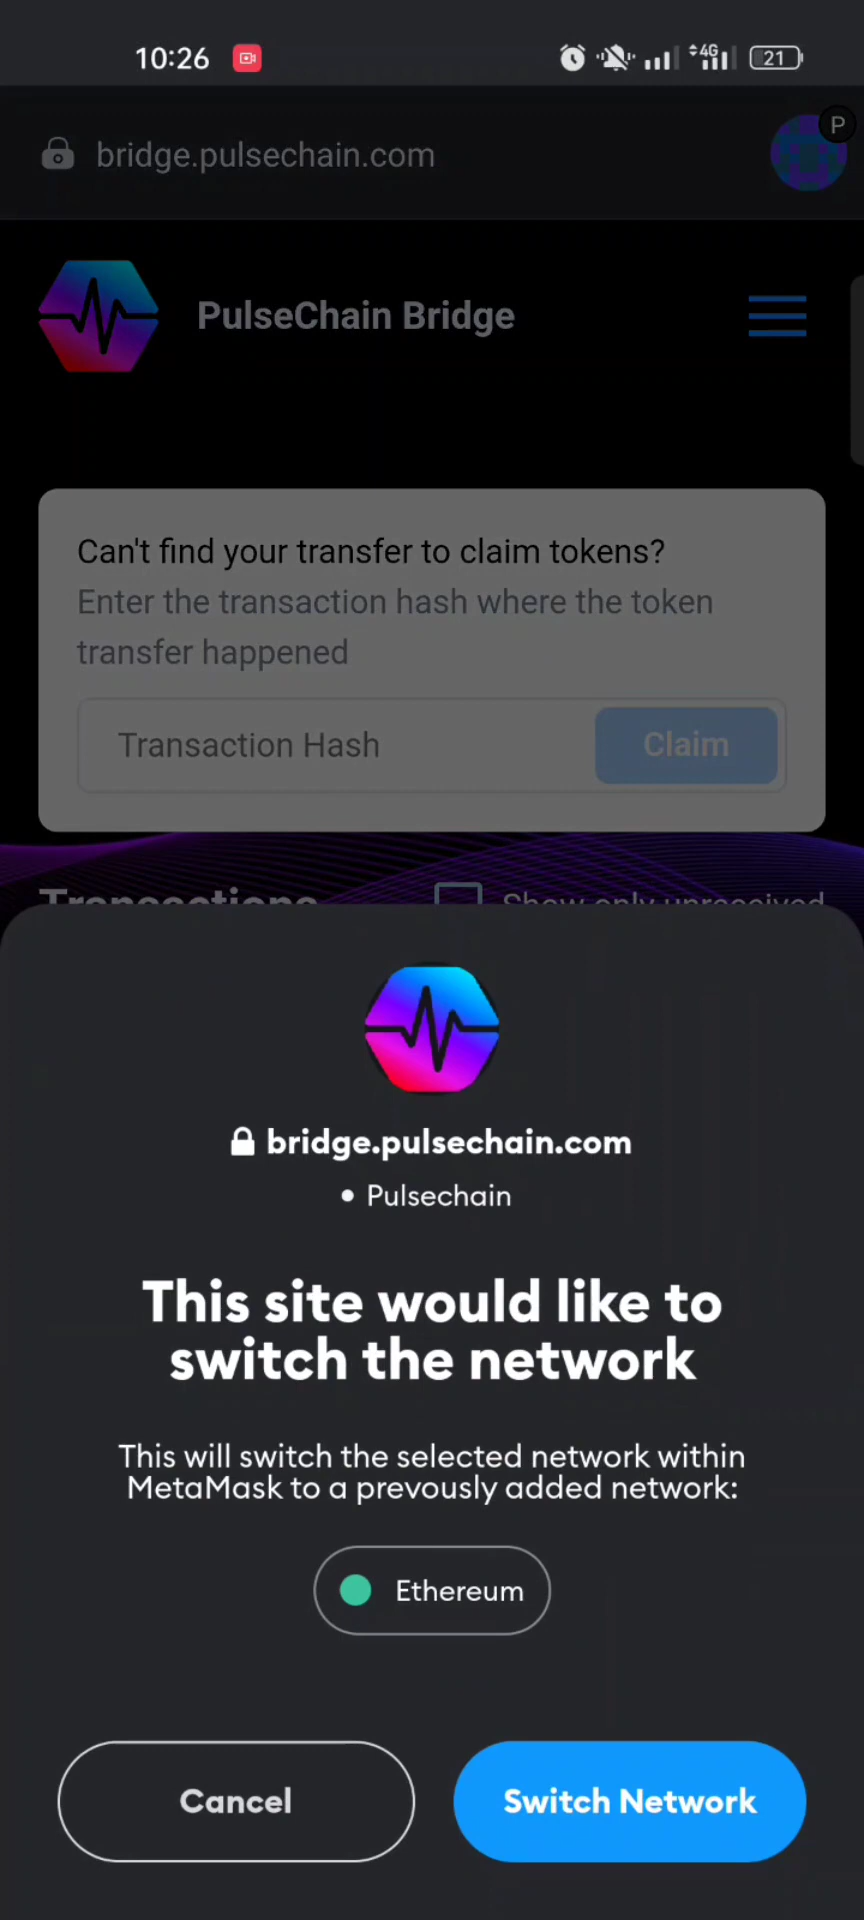 10:26
4G
21
bridge.pulsechain.com
P
PulseChain Bridge
Can't find your transfer to claim tokens?
Enter the transaction hash where the token
transfer happened
Transaction Hash
Claim
Transactions
Show only unreceived
bridge.pulsechain.com
• Pulsechain
This site would like to
switch the network
This will switch the selected network within
MetaMask to a prevously added network:
Ethereum
Cancel
Switch Network